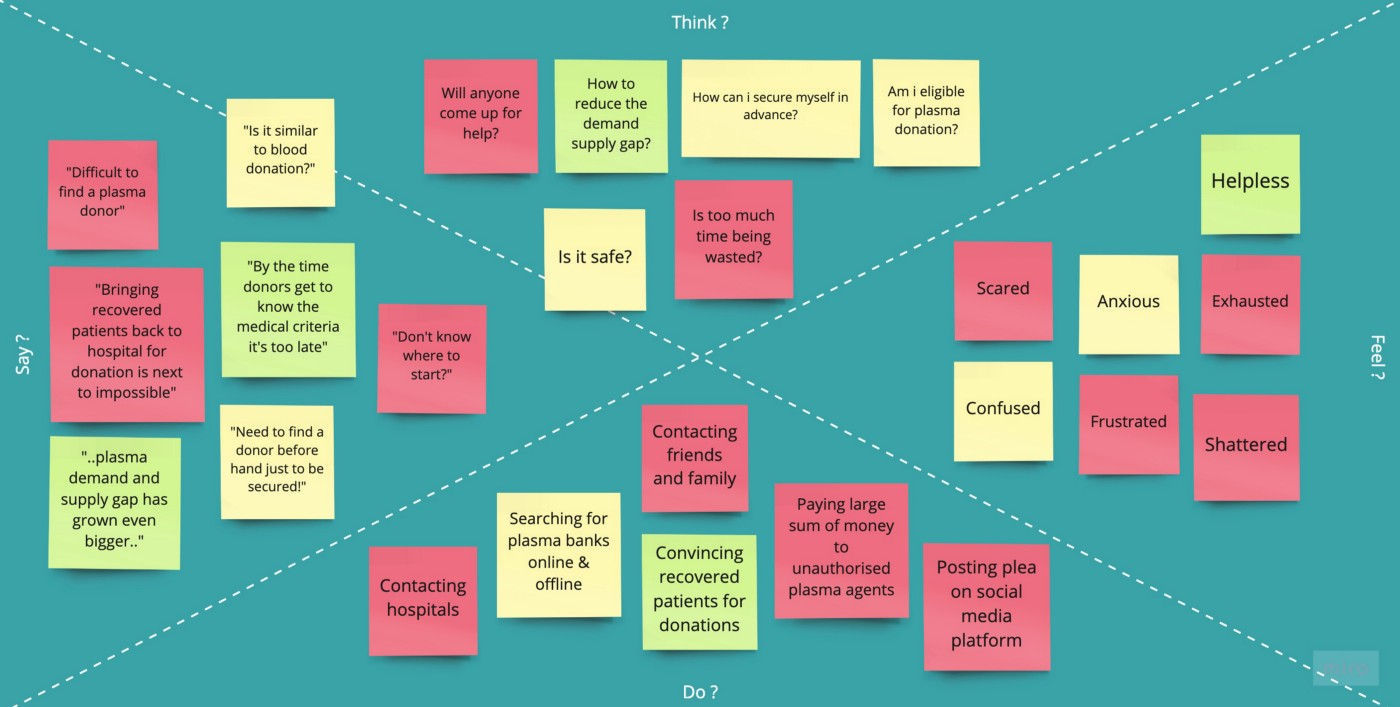 Think ?
Will anyone
come up for
help?
How to
reduce the
demand
supply gap?
How can i secure myself in
advance?
Am i eligible
for plasma
donation?
Is it safe?
Is too much
time being
wasted?
Say ?
"Difficult to
find a plasma
donor"
"Is it similar
to blood
donation?"
"Bringing
recovered
patients back to
hospital for
donation is next
to impossible"
"By the time
donors get to
know the
medical criteria
it's too late"
"Don't know
where to
start?"
"..plasma
demand and
supply gap has
grown even
bigger.."
"Need to find a
donor before
hand just to be
secured!"
Feel ?
Helpless
Scared
Anxious
Exhausted
Confused
Frustrated
Shattered
Contacting
friends
and family
Contacting
hospitals
Searching for
plasma banks
online &
offline
Convincing
recovered
patients for
donations
Paying large
sum of money
to
unauthorised
plasma agents
Posting plea
on social
media
platform
Do ?